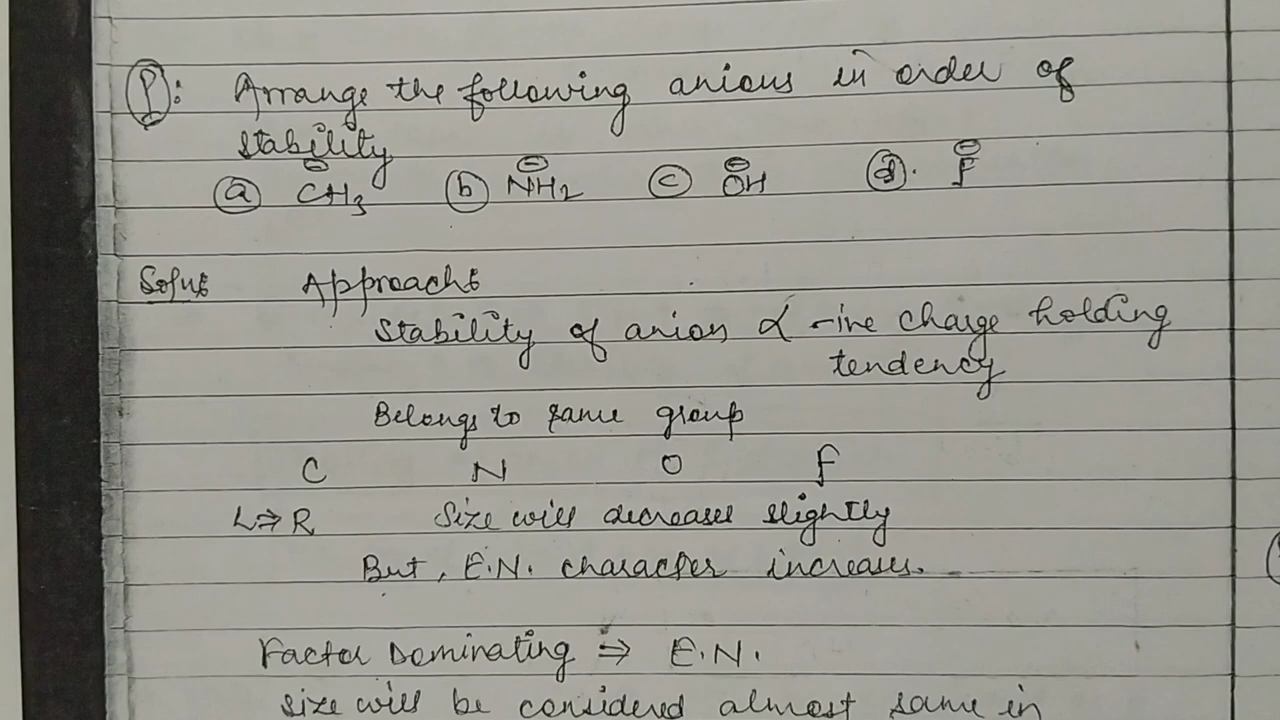 P: Arrange the following anions in order of
stability
a CH3⊖ b NH2⊖ c OH⊖ d. F⊖
Solut Approach:
Stability of anion α -ive charge holding
tendency
Belongs to same group
C N O F
L⇒R Size will decreases slightly
But, E.N. character increases.
Factor Dominating ⇒ E.N.
Size will be considered almost same in